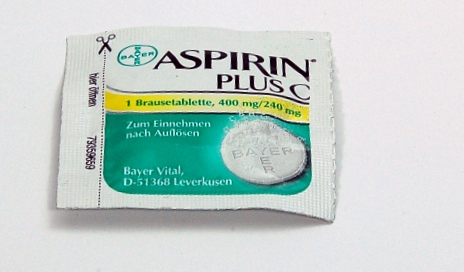 BAYER
ASPIRIN®
PLUS C
1 Brausetablette, 400 mg/240 mg
Zum Einnehmen
nach Auflösen
BAYER
Bayer Vital,
D-51368 Leverkusen
hier öffnen
79359659